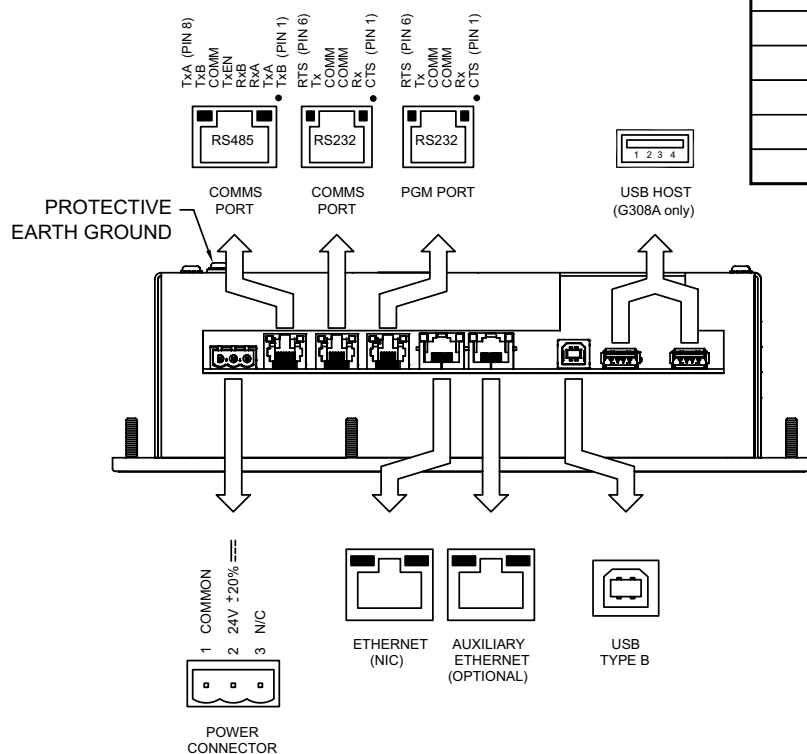 TxA (PIN 8)
TxB
COMM
TxEN
RxB
RxA
TxA
TxB (PIN 1)
RTS (PIN 6)
Tx
COMM
COMM
Rx
CTS (PIN 1)
RTS (PIN 6)
Tx
COMM
COMM
Rx
CTS (PIN 1)
RS485
RS232
RS232
1 2 3 4
COMMS
PORT
COMMS
PORT
PGM PORT
USB HOST
(G308A only)
PROTECTIVE
EARTH GROUND
1 COMMON
2 24V ±20%
3 N/C
POWER
CONNECTOR
ETHERNET
(NIC)
AUXILIARY
ETHERNET
(OPTIONAL)
USB
TYPE B